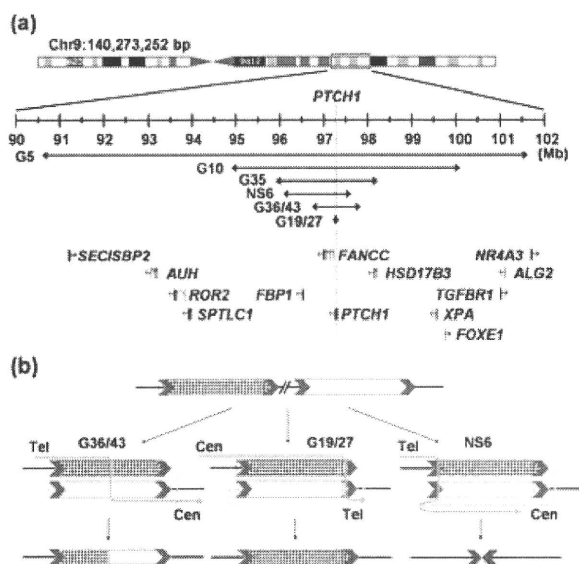 (a)
Chr9:140,273,252 bp
PTCH1
90 91 92 93 94 95 96 97 98 99 100 101 102
(Mb)
G5
G10
G35
NS6
G36/43
G19/27
SECISBP2 FANCC NR4A3
AUH HSD17B3 ALG2
ROR2 FBP1 TGFBR1
SPTLC1 PTCH1 XPA
FOXE1
(b)
Tel G36/43 Cen G19/27 Tel NS6
Cen Tel Cen